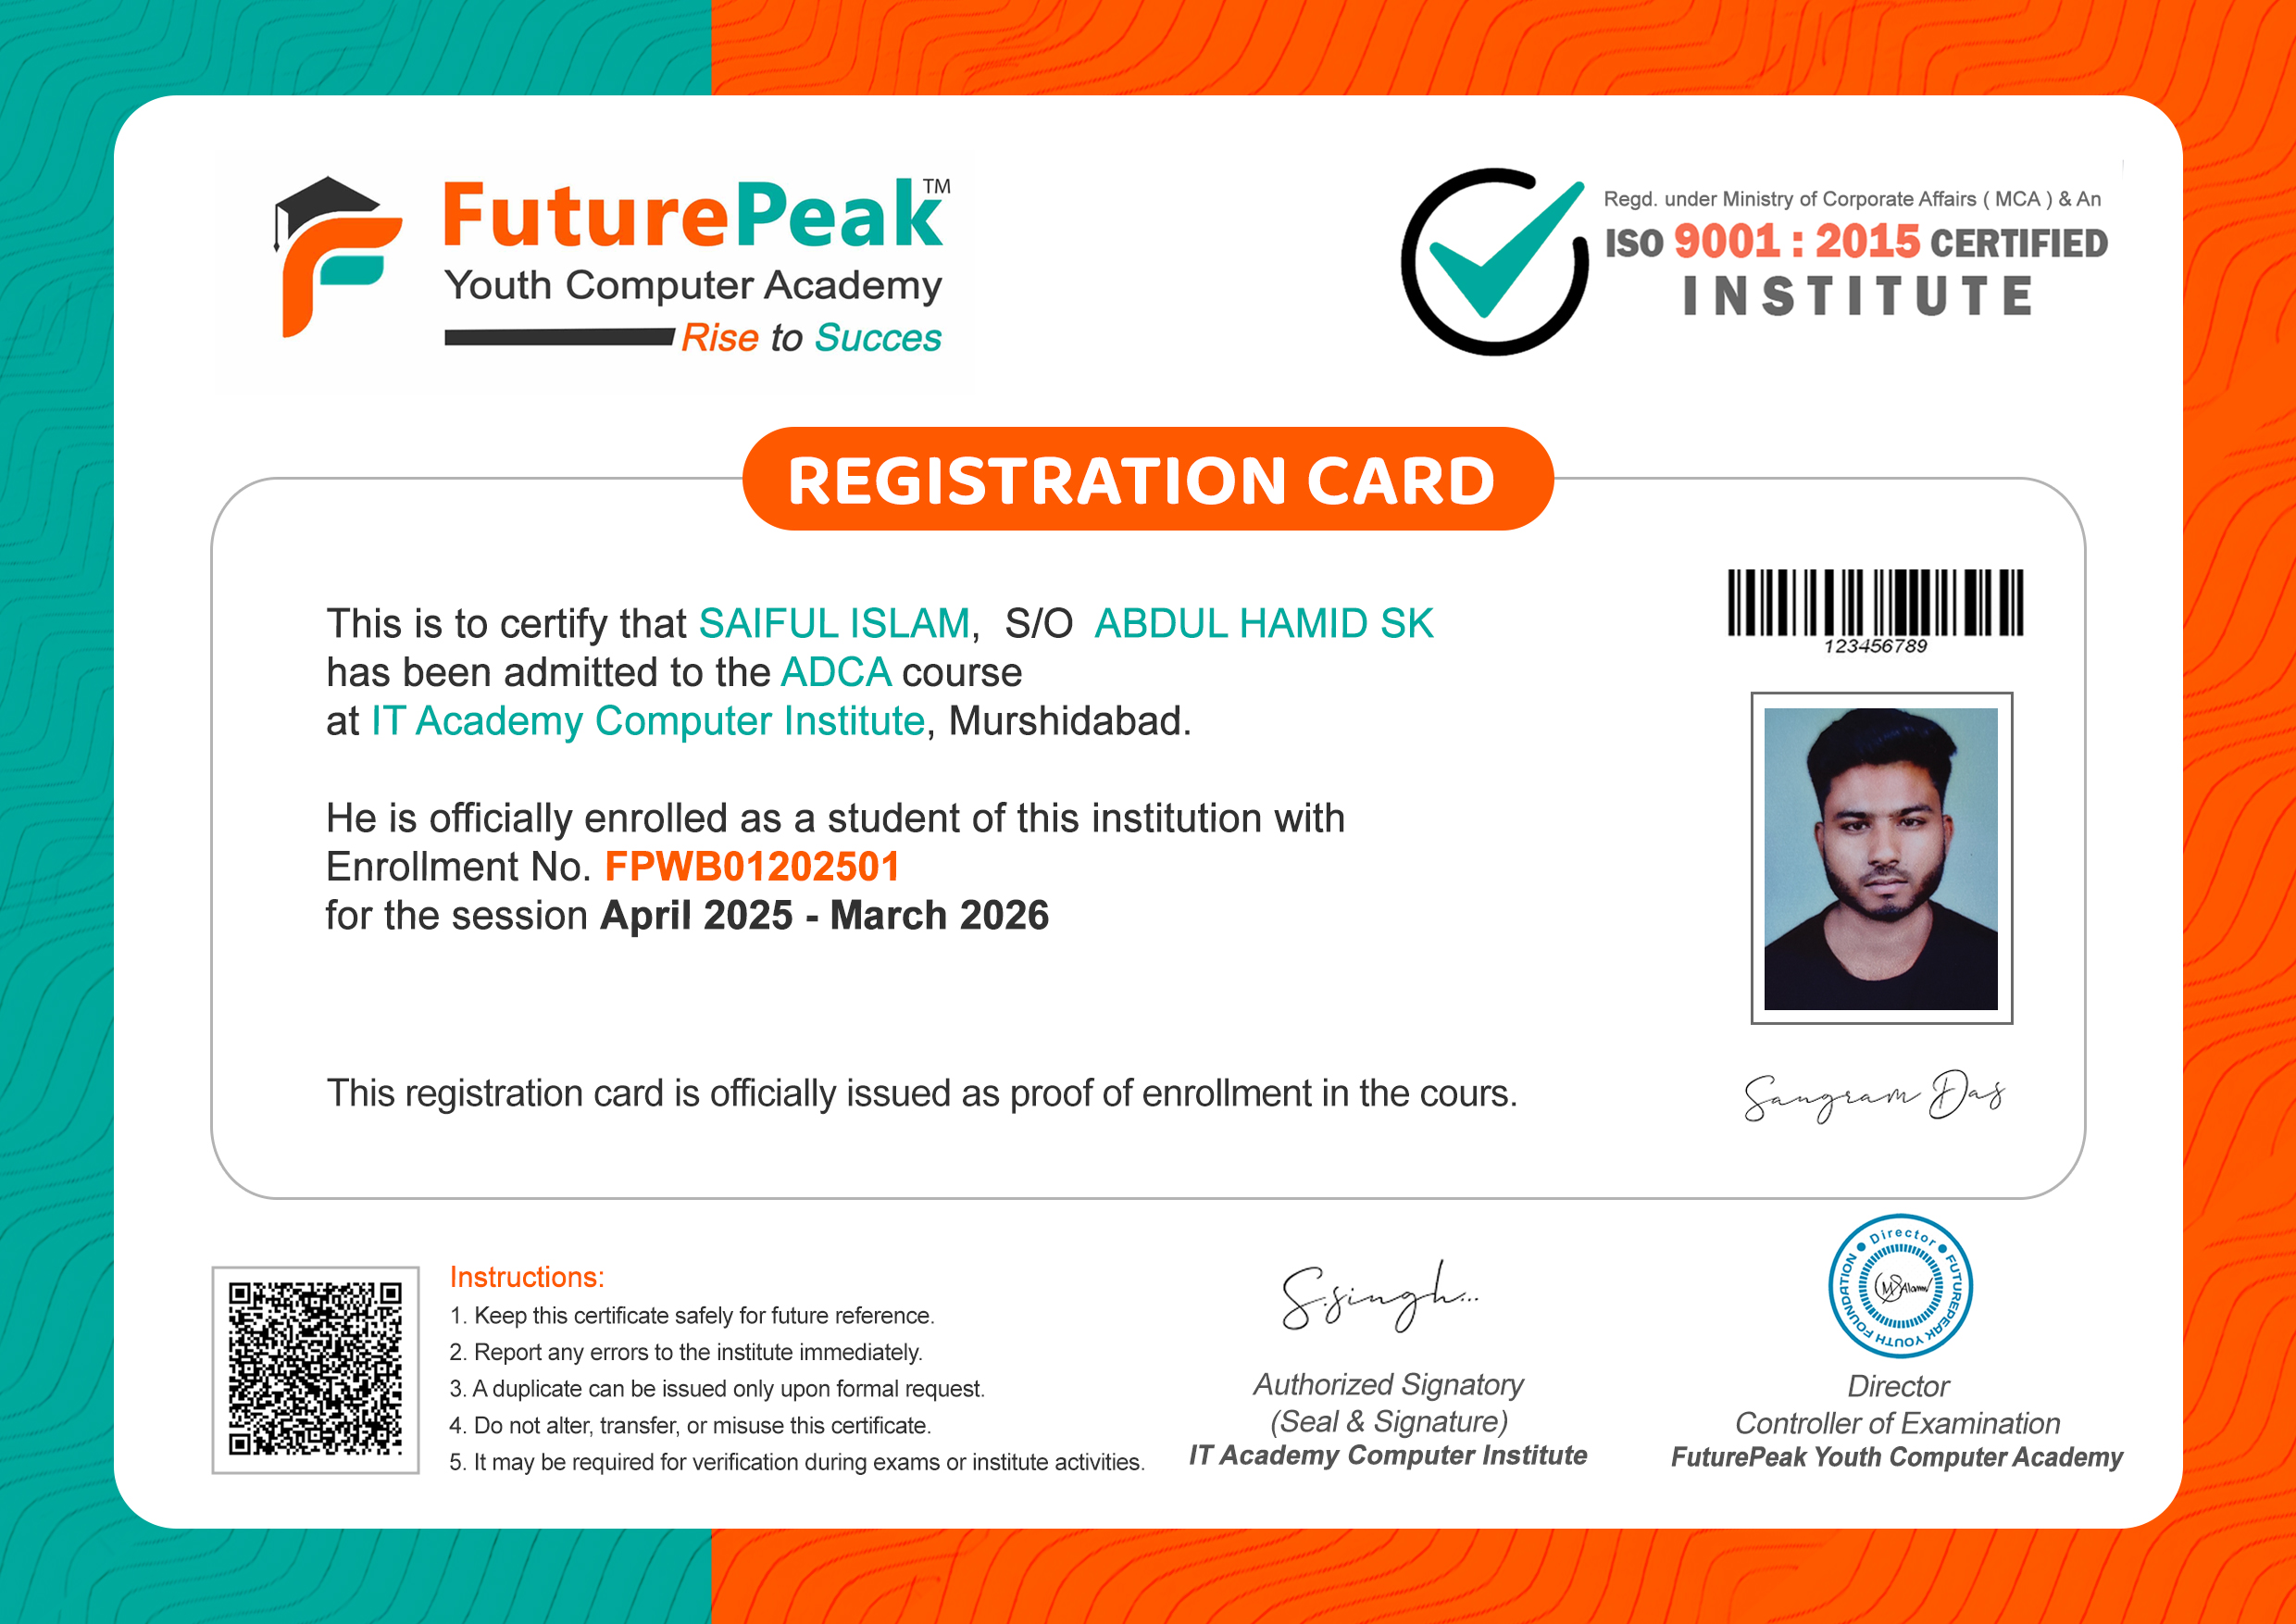 FuturePeak™
Youth Computer Academy
Rise to Succes
Regd. under Ministry of Corporate Affairs ( MCA ) & An
ISO 9001 : 2015 CERTIFIED
INSTITUTE
REGISTRATION CARD
This is to certify that SAIFUL ISLAM, S/O ABDUL HAMID SK
has been admitted to the ADCA course
at IT Academy Computer Institute, Murshidabad.
He is officially enrolled as a student of this institution with
Enrollment No. FPWB01202501
for the session April 2025 - March 2026
This registration card is officially issued as proof of enrollment in the cours.
123456789
Sangram Das
Instructions:
1. Keep this certificate safely for future reference.
2. Report any errors to the institute immediately.
3. A duplicate can be issued only upon formal request.
4. Do not alter, transfer, or misuse this certificate.
5. It may be required for verification during exams or institute activities.
S.singh...
Authorized Signatory
(Seal & Signature)
IT Academy Computer Institute
Director
FUTUREPEAK YOUTH FOUNDATION
Director
Controller of Examination
FuturePeak Youth Computer Academy